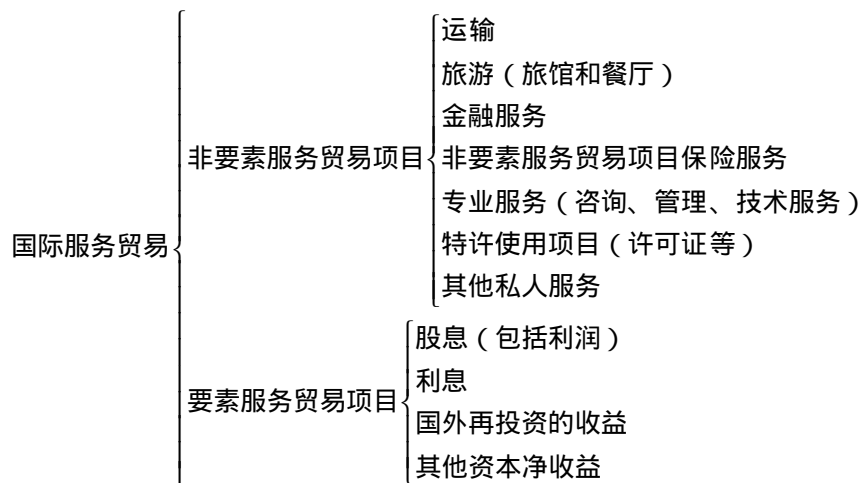 国际服务贸易
非要素服务贸易项目
运输
旅游（旅馆和餐厅）
金融服务
非要素服务贸易项目保险服务
专业服务（咨询、管理、技术服务）
特许使用项目（许可证等）
其他私人服务
要素服务贸易项目
股息（包括利润）
利息
国外再投资的收益
其他资本净收益